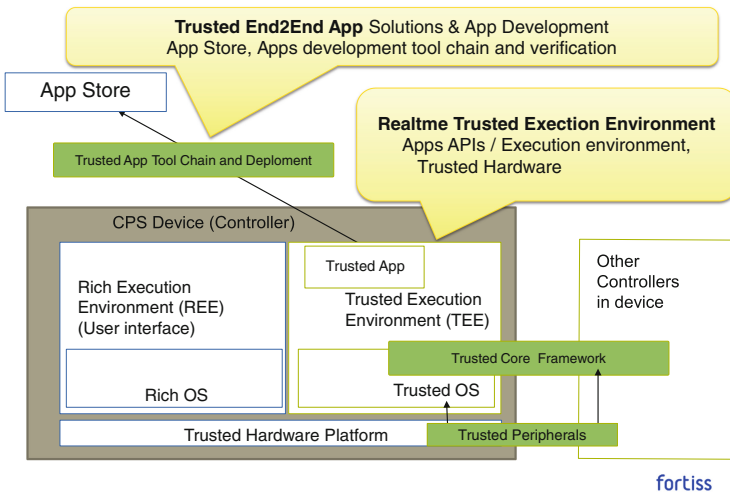 Trusted End2End App Solutions & App Development
App Store, Apps development tool chain and verification
App Store
Realtme Trusted Exection Environment
Apps APIs / Execution environment,
Trusted Hardware
Trusted App Tool Chain and Deploment
CPS Device (Controller)
Trusted App
Rich Execution
Environment (REE)
(User interface)
Trusted Execution
Environment (TEE)
Other
Controllers
in device
Trusted Core Framework
Rich OS
Trusted OS
Trusted Hardware Platform
Trusted Peripherals
fortiss